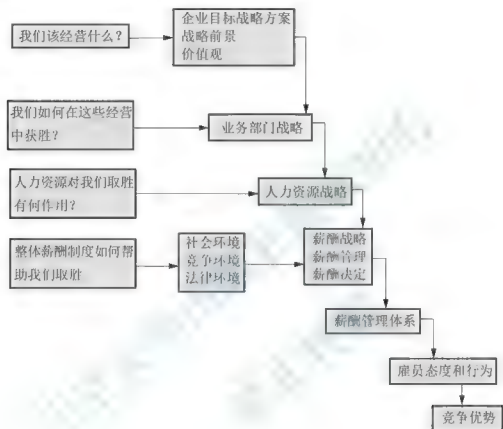 我们该经营什么？
企业目标战略方案
战略前景
价值观
我们如何在这些经营
中获胜？
业务部门战略
人力资源对我们取胜
有何作用？
人力资源战略
整体薪酬制度如何帮
助我们取胜
社会环境
竞争环境
法律环境
薪酬战略
薪酬管理
薪酬决定
薪酬管理体系
雇员态度和行为
竞争优势